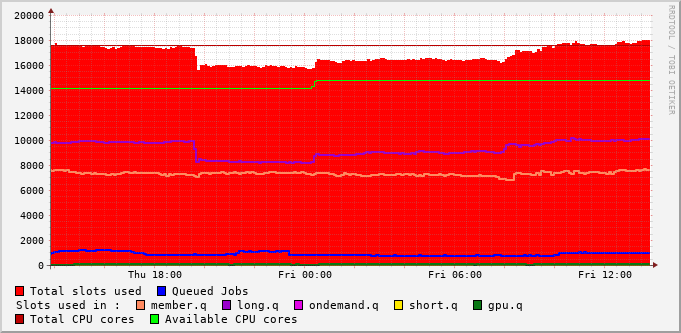 RRDTOOL / TOBI OETIKER
20000
18000
16000
14000
12000
10000
8000
6000
4000
2000
0
Thu 18:00 Fri 00:00 Fri 06:00 Fri 12:00
Total slots used Queued Jobs
Slots used in : member.q long.q ondemand.q short.q gpu.q
Total CPU cores Available CPU cores